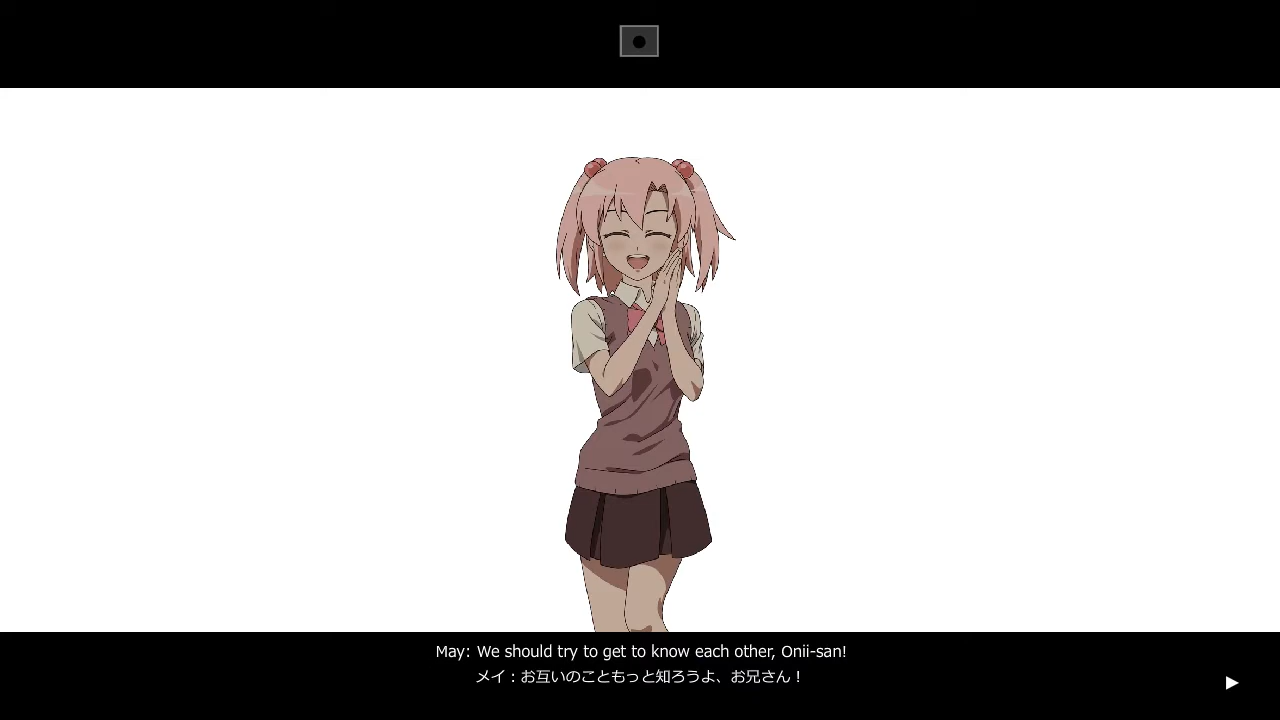 May: We should try to get to know each other, Onii-san!
メイ：お互いのこともっと知ろうよ、お兄さん！